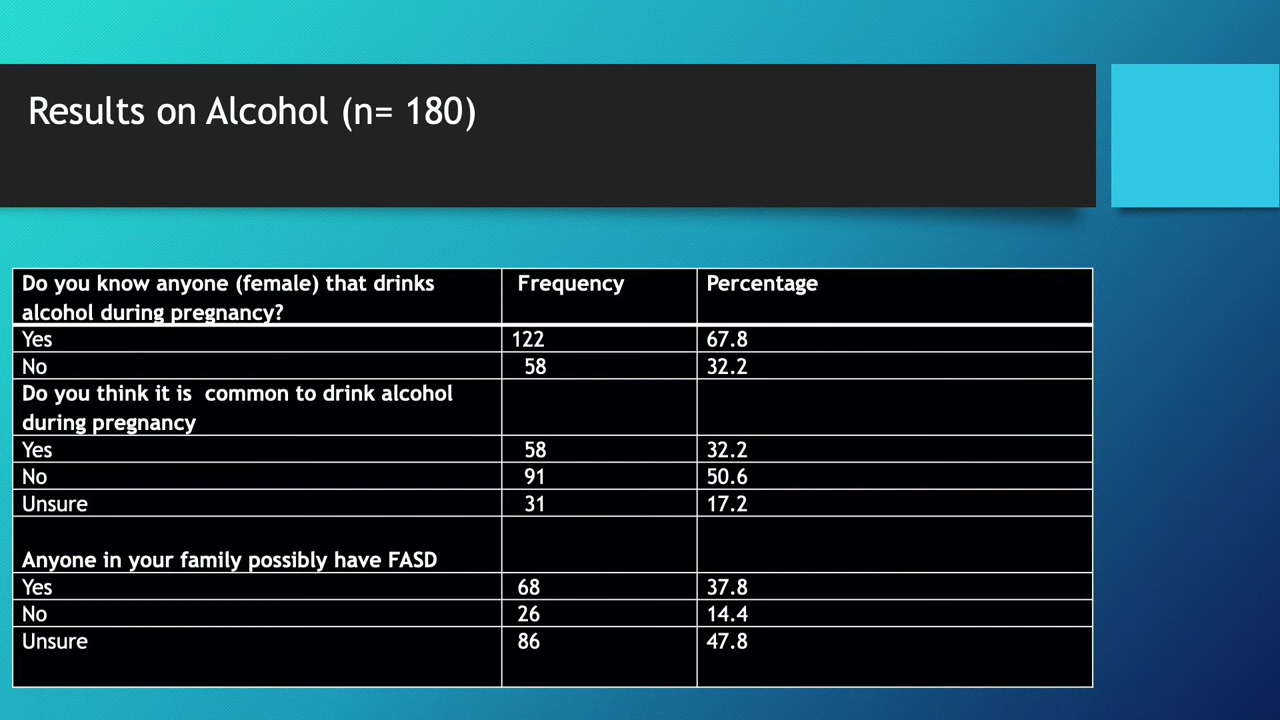 Results on Alcohol (n= 180)
Do you know anyone (female) that drinks
alcohol during pregnancy?
Frequency
Percentage
Yes 122 67.8
No 58 32.2
Do you think it is common to drink alcohol
during pregnancy
Yes 58 32.2
No 91 50.6
Unsure 31 17.2
Anyone in your family possibly have FASD
Yes 68 37.8
No 26 14.4
Unsure 86 47.8